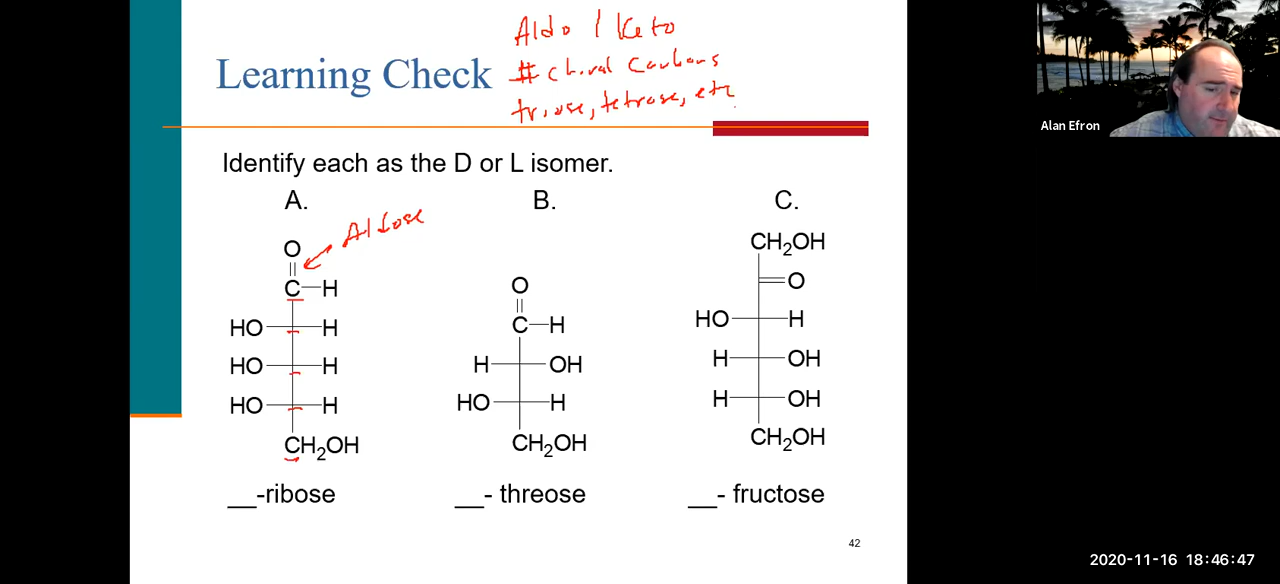 Aldo / Keto
Learning Check
# chiral carbons
triose, tetrose, etc.
Alan Efron
Identify each as the D or L isomer.
A. B. C.
Aldose
O
C H
HO H
HO H
HO H
CH₂OH
__-ribose
O
C H
H OH
HO H
CH₂OH
__- threose
CH₂OH
O
HO H
H OH
H OH
CH₂OH
__- fructose
42
2020-11-16 18:46:47